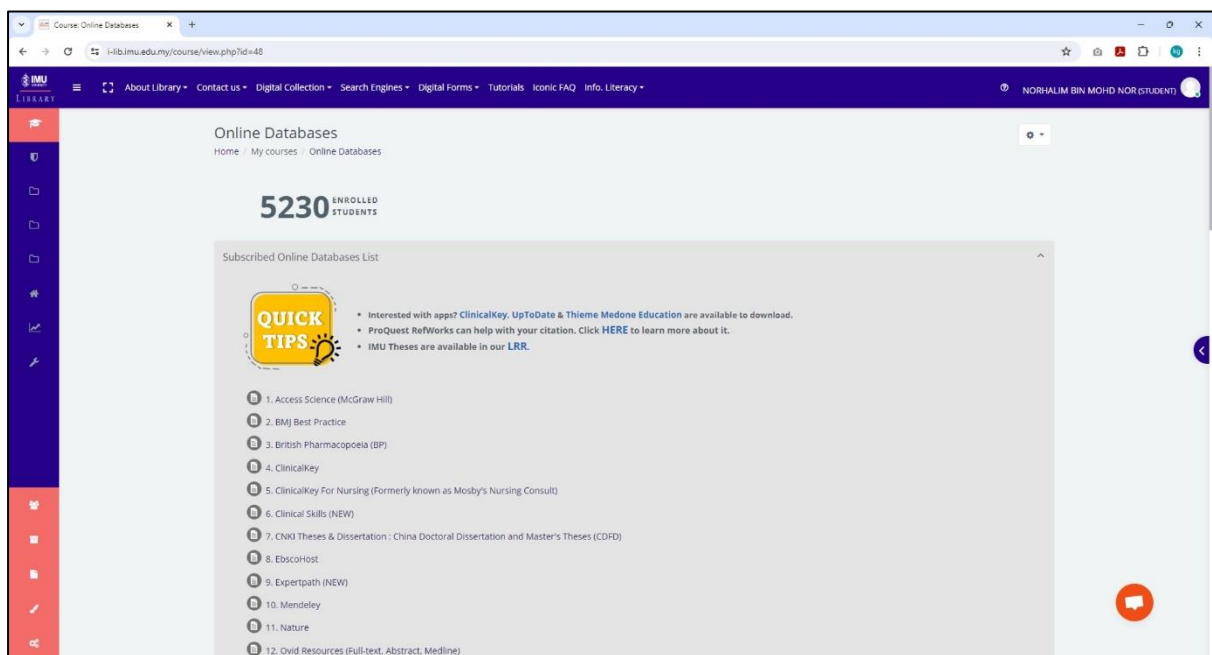 Course: Online Databases
i-lib.imu.edu.my/course/view.php?id=48
kg
IMU
LIBRARY
About Library Contact us Digital Collection Search Engines Digital Forms Tutorials Iconic FAQ Info. Literacy
NORHALIM BIN MOHD NOR (STUDENT)
Online Databases
Home / My courses / Online Databases
5230 ENROLLED
STUDENTS
Subscribed Online Databases List
QUICK
TIPS
• Interested with apps? ClinicalKey. UpToDate & Thieme Medone Education are available to download.
• ProQuest RefWorks can help with your citation. Click HERE to learn more about it.
• IMU Theses are available in our LRR.
1. Access Science (McGraw Hill)
2. BMJ Best Practice
3. British Pharmacopoeia (BP)
4. ClinicalKey
5. ClinicalKey For Nursing (Formerly known as Mosby's Nursing Consult)
6. Clinical Skills (NEW)
7. CNKI Theses & Dissertation : China Doctoral Dissertation and Master's Theses (CDFD)
8. EbscoHost
9. Expertpath (NEW)
10. Mendeley
11. Nature
12. Ovid Resources (Full-text, Abstract, Medline)